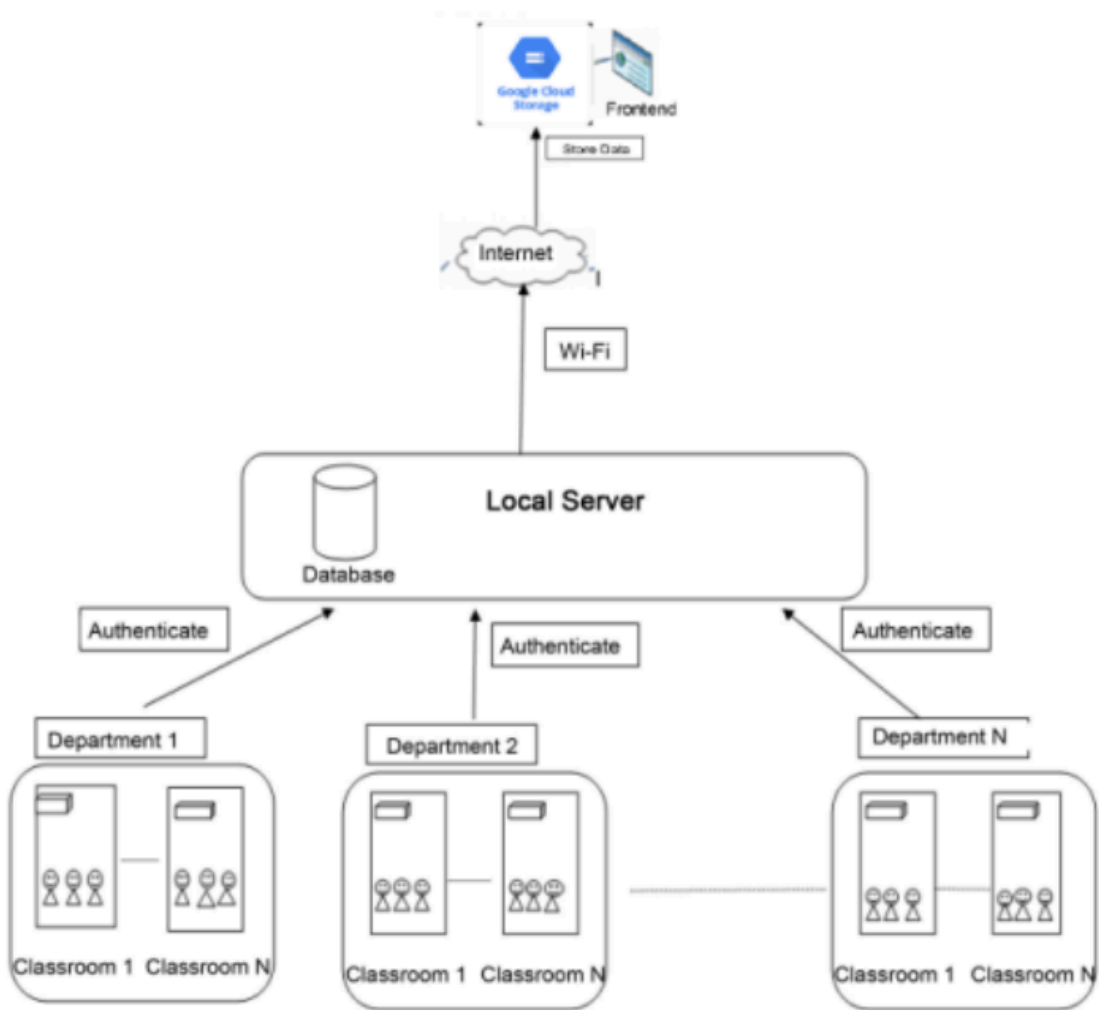 Google Cloud
Storage
Frontend
Store Data
Internet
Wi-Fi
Local Server
Database
Authenticate
Authenticate
Authenticate
Department 1
Department 2
Department N
Classroom 1
Classroom N
Classroom 1
Classroom N
Classroom 1
Classroom N